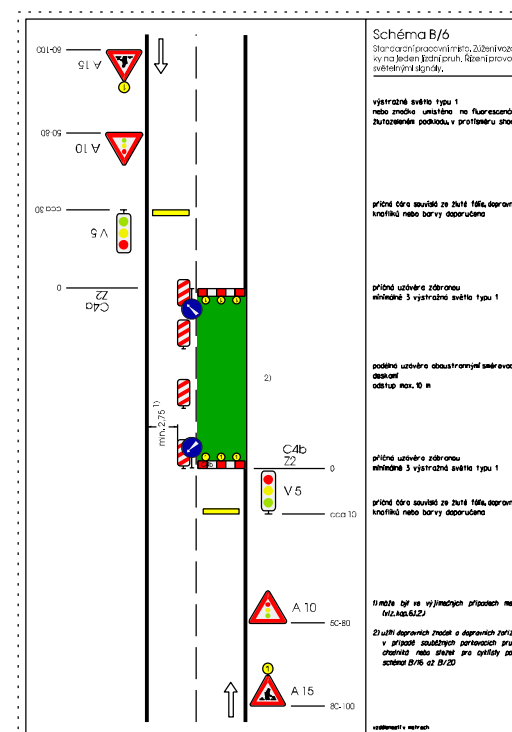 Schéma B/6
Standardní pracovní místo. Zúžení vozov
ky na jeden jízdní pruh. Řízení provo
světelnými signály.
80-100
A 15
1
50-80
A 10
cca 50
V 5
0
C4a
Z2
výstražné světlo typu 1
nebo značka umístěna na fluorescenč
žlutozeleném podkladu, v protisměru shod
příčná čára souvislá ze žluté fólie, dopravn
knoflíků nebo barvy doporučena
příčná uzávěra zábranou
minimálně 3 výstražná světla typu 1
2)
podélná uzávěra oboustrannými směrovac
deskami
odstup max. 10 m
min. 2,75 1)
C4b
Z2
0
příčná uzávěra zábranou
minimálně 3 výstražná světla typu 1
V 5
cca 10
příčná čára souvislá ze žluté fólie, dopravn
knoflíků nebo barvy doporučena
A 10
50-80
1) může být ve výjimečných případech me
(viz. kap. 6.1.2.)
2) užití dopravních značek a dopravních zaříz
v případě souběžných parkovacích pru
chodníků nebo stezek pro cyklisty po
schémat B/16 až B/20
1
A 15
80-100
vzdálenosti v metrech